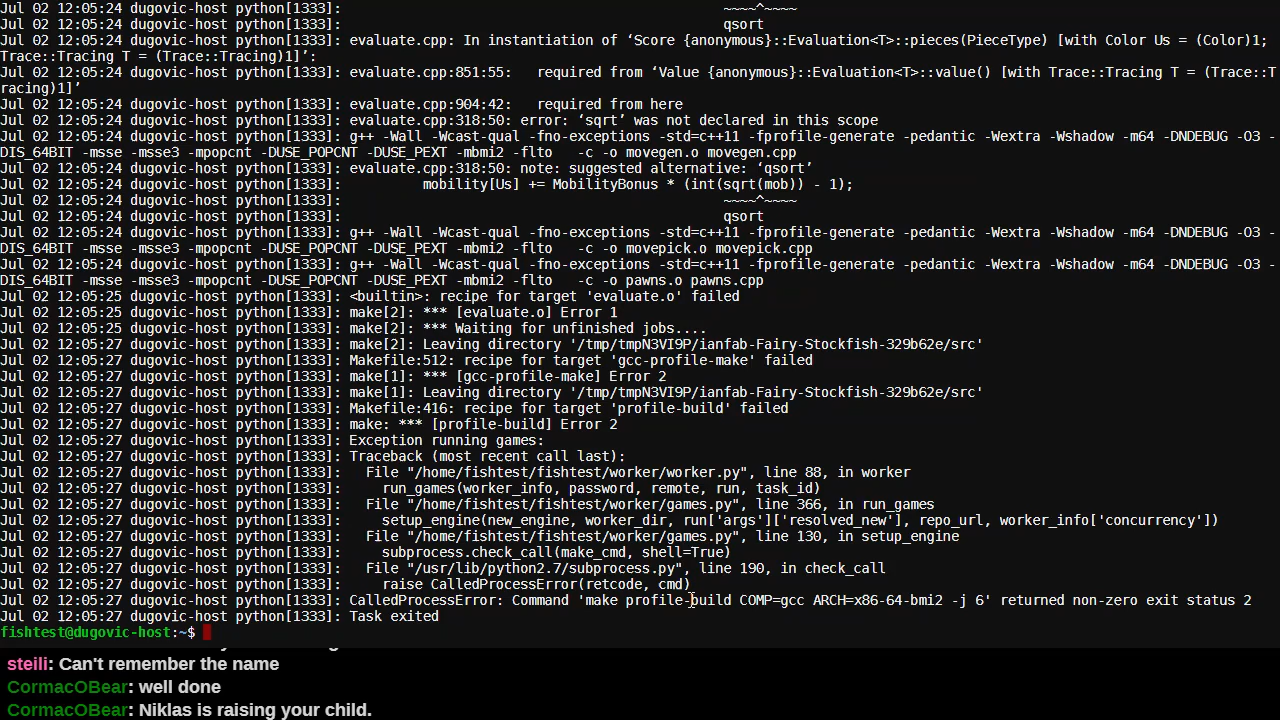 Jul 02 12:05:24 dugovic-host python[1333]: ~~~~^~~~~
Jul 02 12:05:24 dugovic-host python[1333]: qsort
Jul 02 12:05:24 dugovic-host python[1333]: evaluate.cpp: In instantiation of ‘Score {anonymous}::Evaluation<T>::pieces(PieceType) [with Color Us = (Color)1;
Trace::Tracing T = (Trace::Tracing)1]’:
Jul 02 12:05:24 dugovic-host python[1333]: evaluate.cpp:851:55:   required from ‘Value {anonymous}::Evaluation<T>::value() [with Trace::Tracing T = (Trace::T
racing)1]’
Jul 02 12:05:24 dugovic-host python[1333]: evaluate.cpp:904:42:   required from here
Jul 02 12:05:24 dugovic-host python[1333]: evaluate.cpp:318:50: error: ‘sqrt’ was not declared in this scope
Jul 02 12:05:24 dugovic-host python[1333]: g++ -Wall -Wcast-qual -fno-exceptions -std=c++11 -fprofile-generate -pedantic -Wextra -Wshadow -m64 -DNDEBUG -O3 -
DIS_64BIT -msse -msse3 -mpopcnt -DUSE_POPCNT -DUSE_PEXT -mbmi2 -flto   -c -o movegen.o movegen.cpp
Jul 02 12:05:24 dugovic-host python[1333]: evaluate.cpp:318:50: note: suggested alternative: ‘qsort’
Jul 02 12:05:24 dugovic-host python[1333]:          mobility[Us] += MobilityBonus * (int(sqrt(mob)) - 1);
Jul 02 12:05:24 dugovic-host python[1333]: ~~~~^~~~~
Jul 02 12:05:24 dugovic-host python[1333]: qsort
Jul 02 12:05:24 dugovic-host python[1333]: g++ -Wall -Wcast-qual -fno-exceptions -std=c++11 -fprofile-generate -pedantic -Wextra -Wshadow -m64 -DNDEBUG -O3 -
DIS_64BIT -msse -msse3 -mpopcnt -DUSE_POPCNT -DUSE_PEXT -mbmi2 -flto   -c -o movepick.o movepick.cpp
Jul 02 12:05:24 dugovic-host python[1333]: g++ -Wall -Wcast-qual -fno-exceptions -std=c++11 -fprofile-generate -pedantic -Wextra -Wshadow -m64 -DNDEBUG -O3 -
DIS_64BIT -msse -msse3 -mpopcnt -DUSE_POPCNT -DUSE_PEXT -mbmi2 -flto   -c -o pawns.o pawns.cpp
Jul 02 12:05:25 dugovic-host python[1333]: <builtin>: recipe for target 'evaluate.o' failed
Jul 02 12:05:25 dugovic-host python[1333]: make[2]: *** [evaluate.o] Error 1
Jul 02 12:05:25 dugovic-host python[1333]: make[2]: *** Waiting for unfinished jobs....
Jul 02 12:05:27 dugovic-host python[1333]: make[2]: Leaving directory '/tmp/tmpN3VI9P/ianfab-Fairy-Stockfish-329b62e/src'
Jul 02 12:05:27 dugovic-host python[1333]: Makefile:512: recipe for target 'gcc-profile-make' failed
Jul 02 12:05:27 dugovic-host python[1333]: make[1]: *** [gcc-profile-make] Error 2
Jul 02 12:05:27 dugovic-host python[1333]: make[1]: Leaving directory '/tmp/tmpN3VI9P/ianfab-Fairy-Stockfish-329b62e/src'
Jul 02 12:05:27 dugovic-host python[1333]: Makefile:416: recipe for target 'profile-build' failed
Jul 02 12:05:27 dugovic-host python[1333]: make: *** [profile-build] Error 2
Jul 02 12:05:27 dugovic-host python[1333]: Exception running games:
Jul 02 12:05:27 dugovic-host python[1333]: Traceback (most recent call last):
Jul 02 12:05:27 dugovic-host python[1333]:   File "/home/fishtest/fishtest/worker/worker.py", line 88, in worker
Jul 02 12:05:27 dugovic-host python[1333]:     run_games(worker_info, password, remote, run, task_id)
Jul 02 12:05:27 dugovic-host python[1333]:   File "/home/fishtest/fishtest/worker/games.py", line 366, in run_games
Jul 02 12:05:27 dugovic-host python[1333]:     setup_engine(new_engine, worker_dir, run['args']['resolved_new'], repo_url, worker_info['concurrency'])
Jul 02 12:05:27 dugovic-host python[1333]:   File "/home/fishtest/fishtest/worker/games.py", line 130, in setup_engine
Jul 02 12:05:27 dugovic-host python[1333]:     subprocess.check_call(make_cmd, shell=True)
Jul 02 12:05:27 dugovic-host python[1333]:   File "/usr/lib/python2.7/subprocess.py", line 190, in check_call
Jul 02 12:05:27 dugovic-host python[1333]:     raise CalledProcessError(retcode, cmd)
Jul 02 12:05:27 dugovic-host python[1333]: CalledProcessError: Command 'make profile-build COMP=gcc ARCH=x86-64-bmi2 -j 6' returned non-zero exit status 2
Jul 02 12:05:27 dugovic-host python[1333]: Task exited
fishtest@dugovic-host:~$
steili: Can't remember the name
CormacOBear: well done
CormacOBear: Niklas is raising your child.